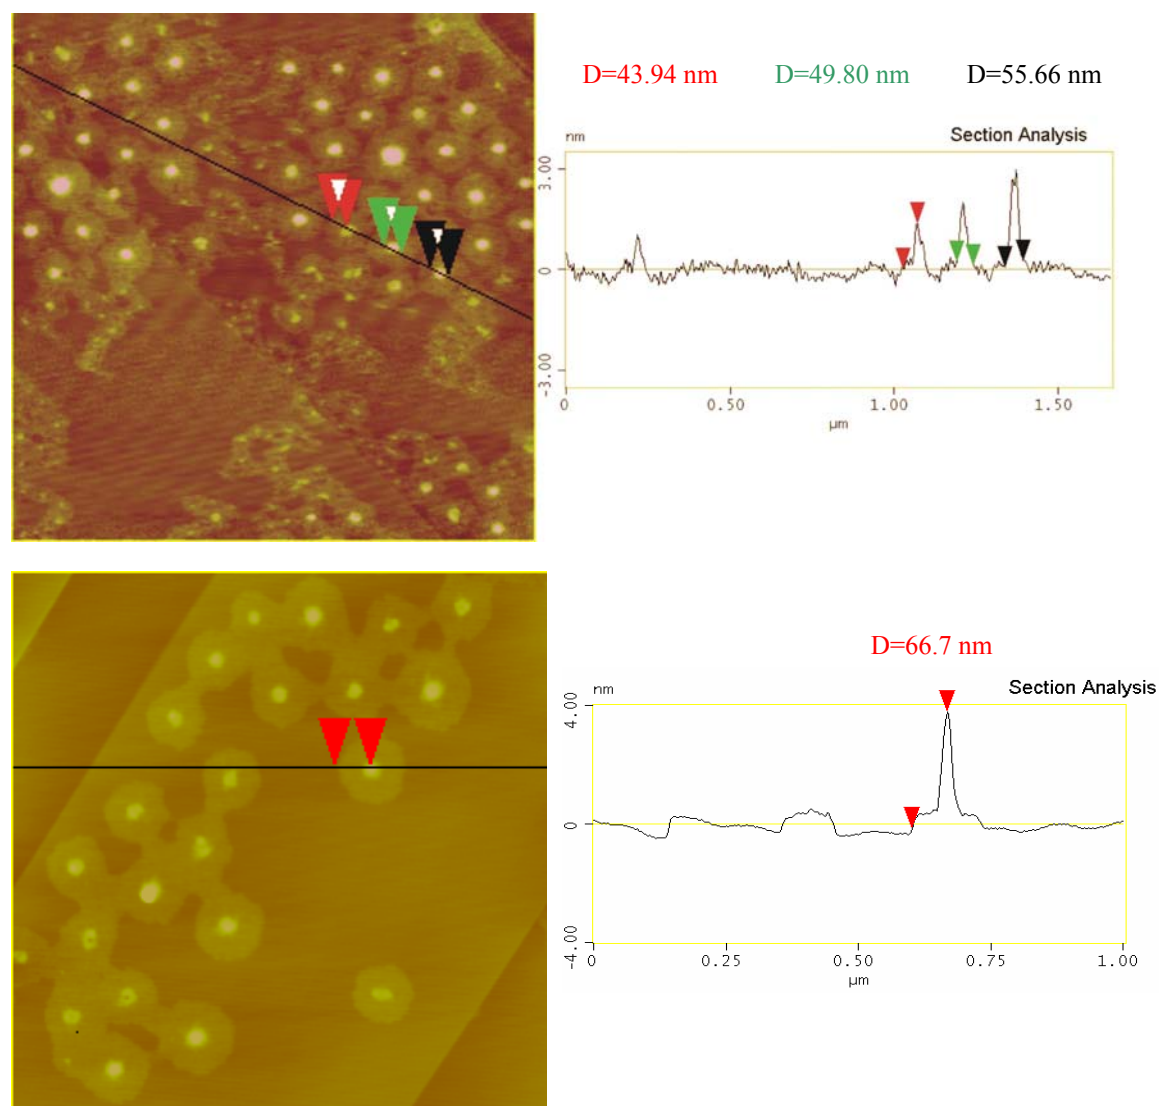 D=43.94 nm D=49.80 nm D=55.66 nm
nm Section Analysis
3.00
0
-3.00
0 0.50 1.00 1.50
µm
D=66.7 nm
nm Section Analysis
4.00
0
-4.00
0 0.25 0.50 0.75 1.00
µm